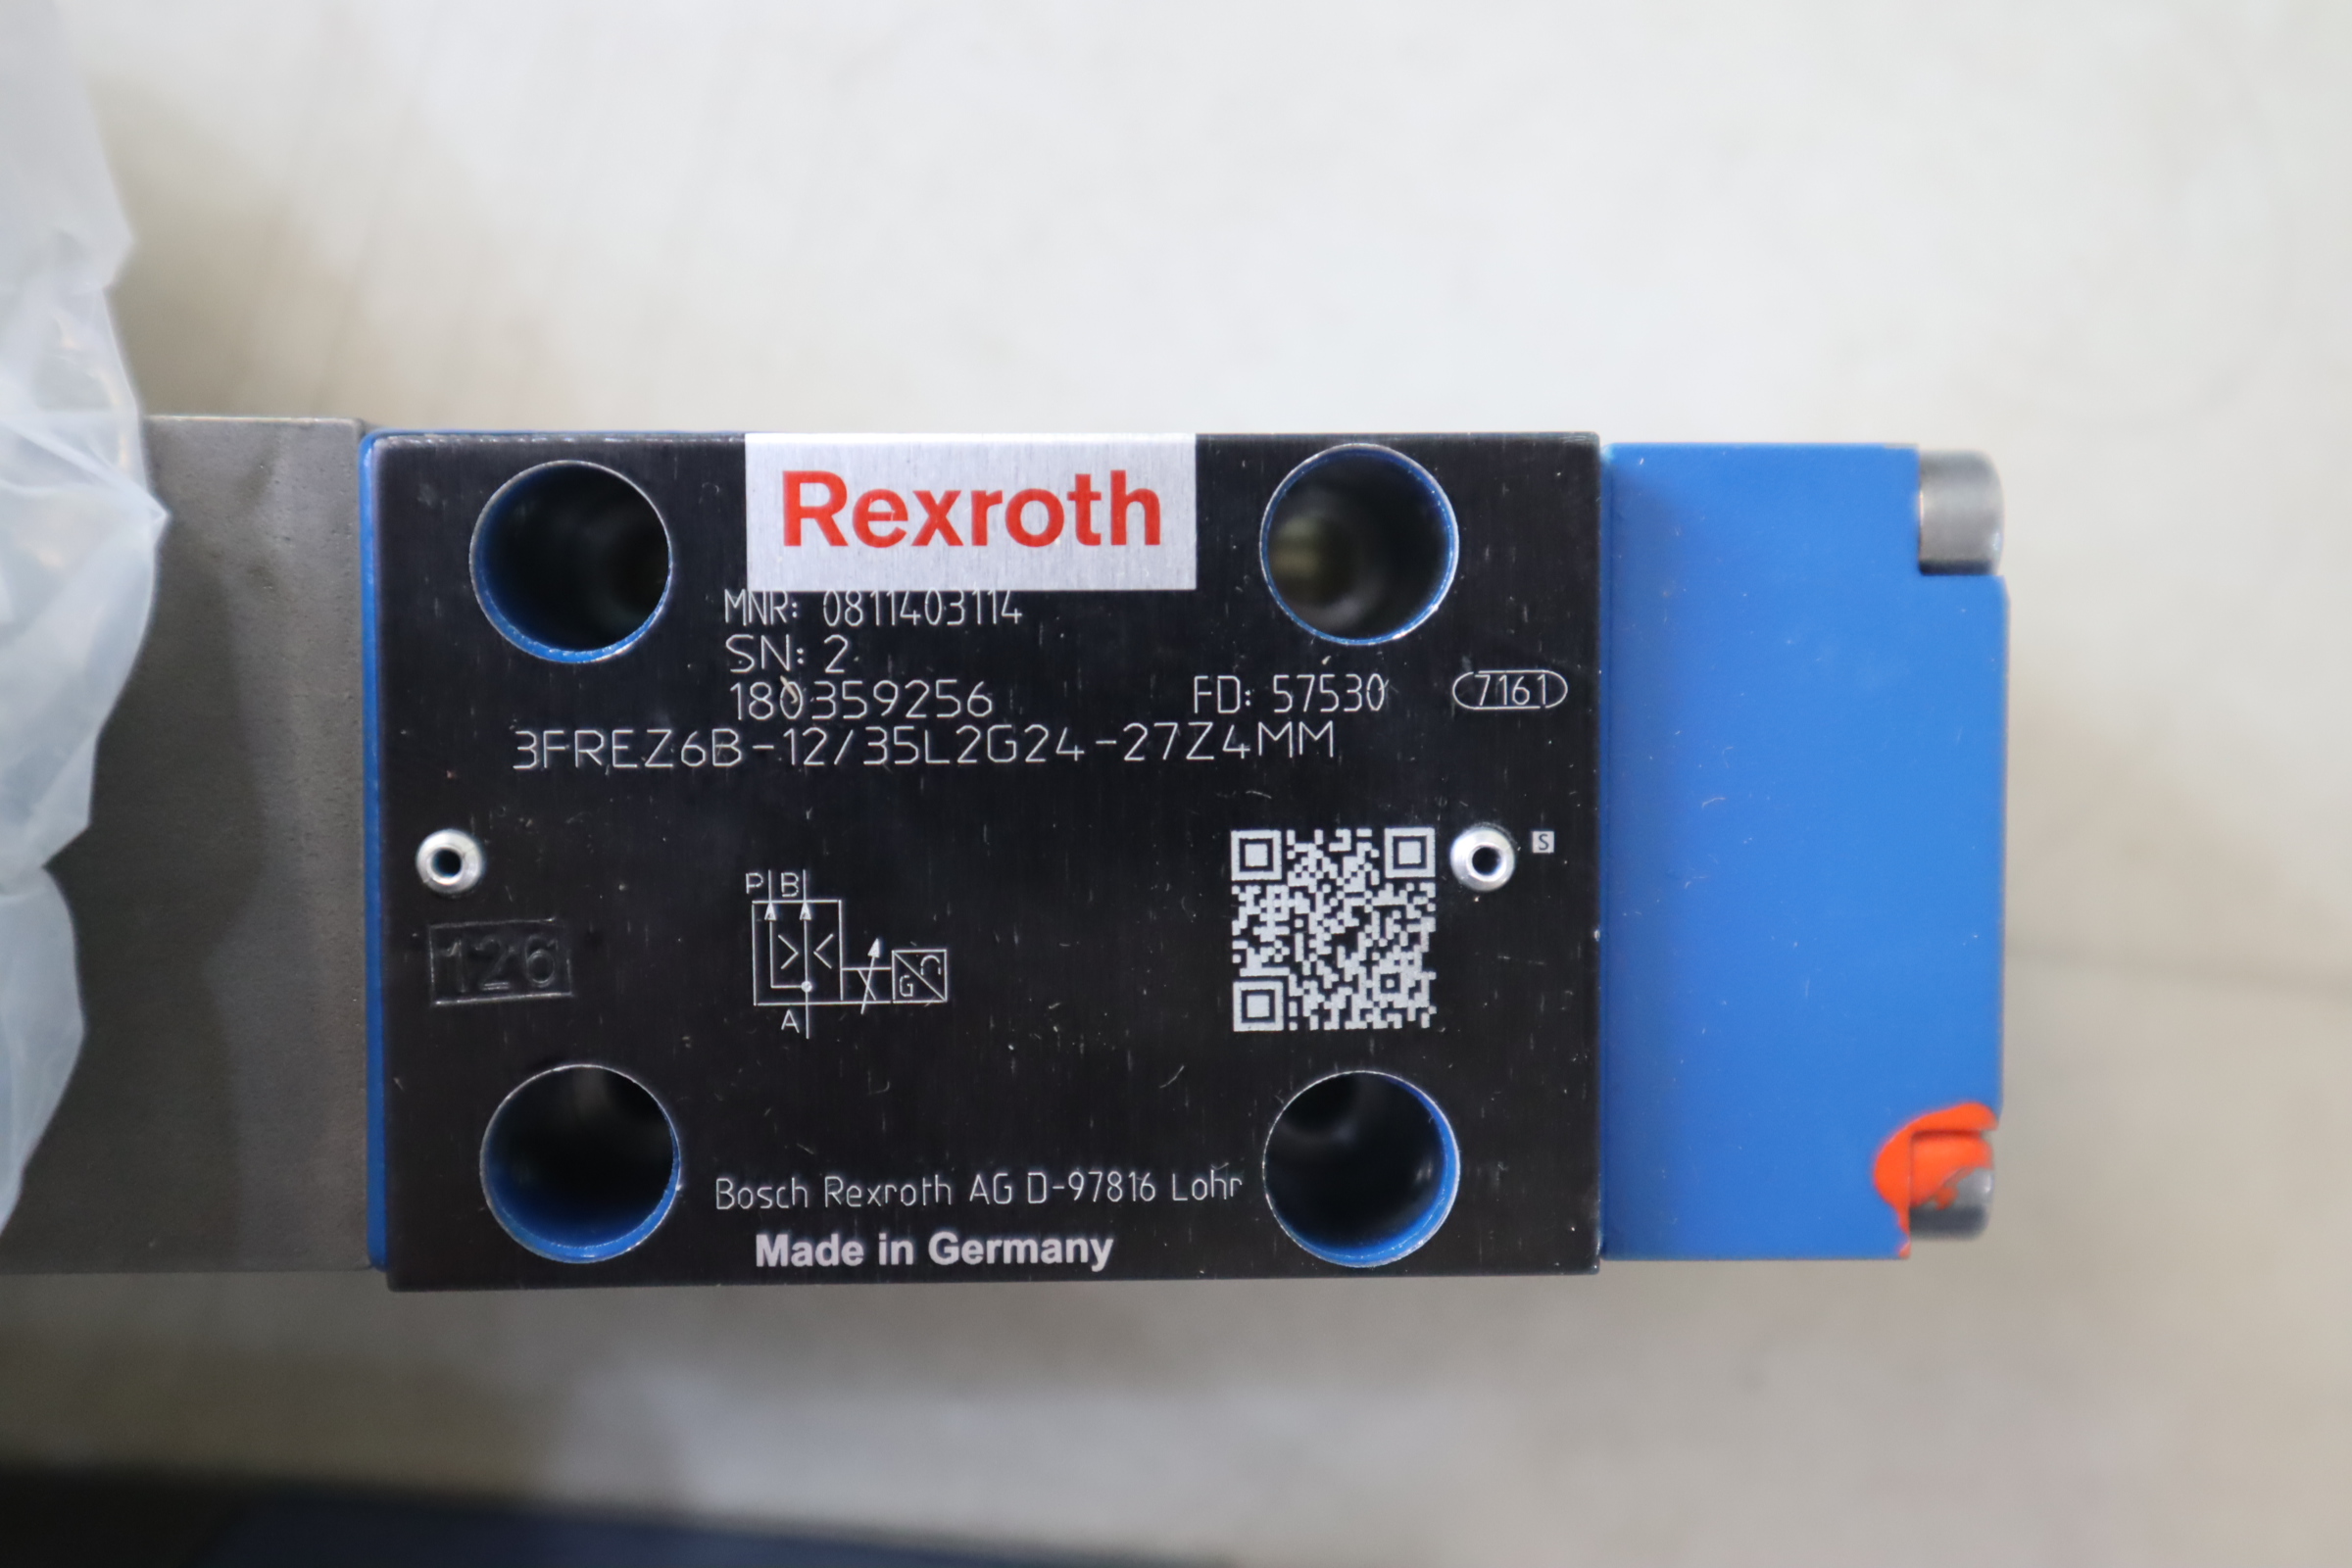 Rexroth
MNR: 0811403114
SN: 2
180359256 FD: 57530 7161
3FREZ6B-12/35L2G24-27Z4MM
S
P B
126
G
A
Bosch Rexroth AG D-97816 Lohr
Made in Germany